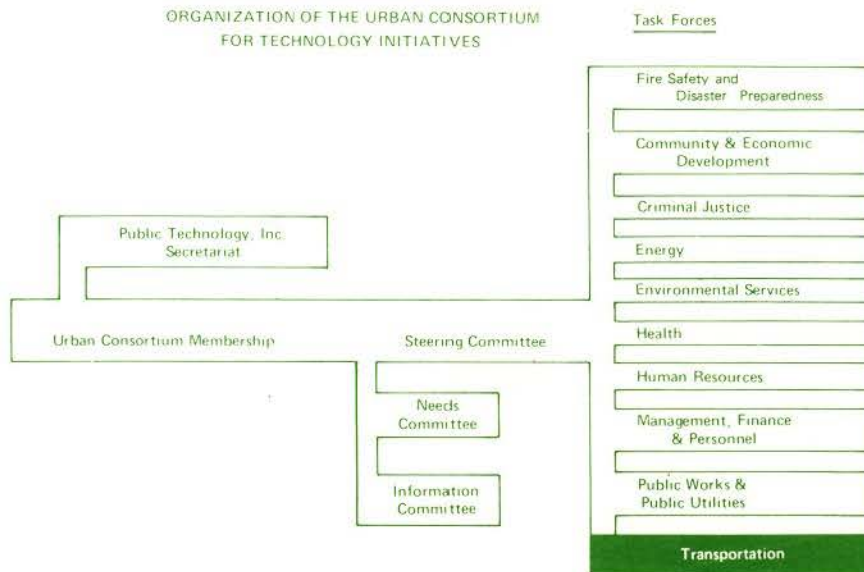 ORGANIZATION OF THE URBAN CONSORTIUM
FOR TECHNOLOGY INITIATIVES
Task Forces
Fire Safety and
Disaster Preparedness
Community & Economic
Development
Criminal Justice
Energy
Environmental Services
Health
Human Resources
Management, Finance
& Personnel
Public Works &
Public Utilities
Transportation
Public Technology, Inc.
Secretariat
Urban Consortium Membership
Steering Committee
Needs
Committee
Information
Committee